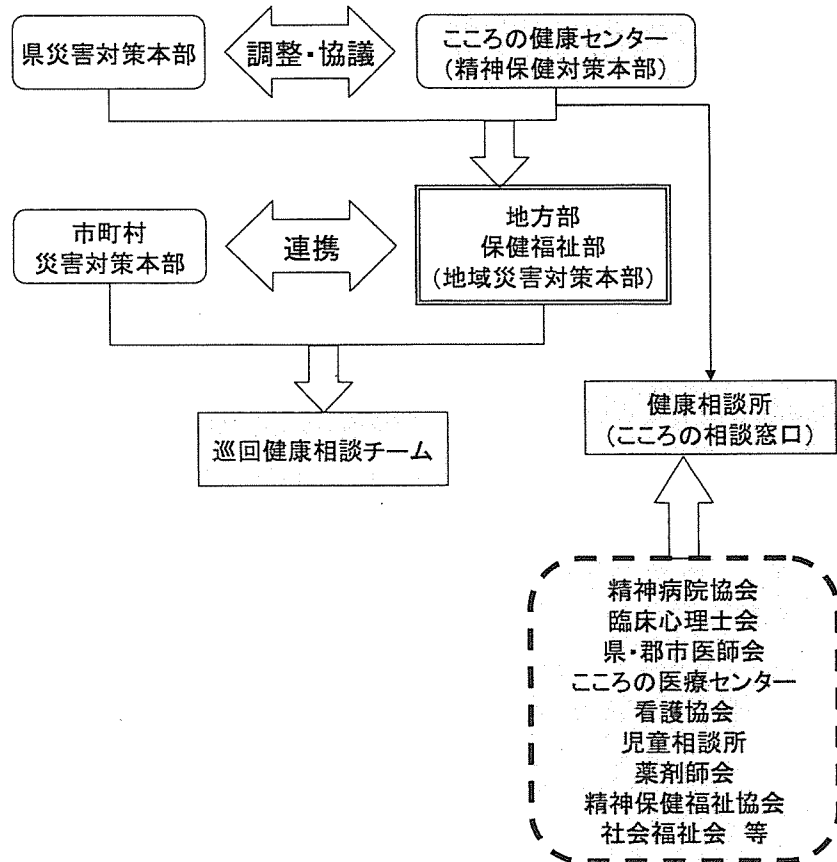 県災害対策本部
調整・協議
こころの健康センター
(精神保健対策本部)
市町村
災害対策本部
連携
地方部
保健福祉部
(地域災害対策本部)
巡回健康相談チーム
健康相談所
(こころの相談窓口)
精神病院協会
臨床心理士会
県・郡市医師会
こころの医療センター
看護協会
児童相談所
薬剤師会
精神保健福祉協会
社会福祉会 等